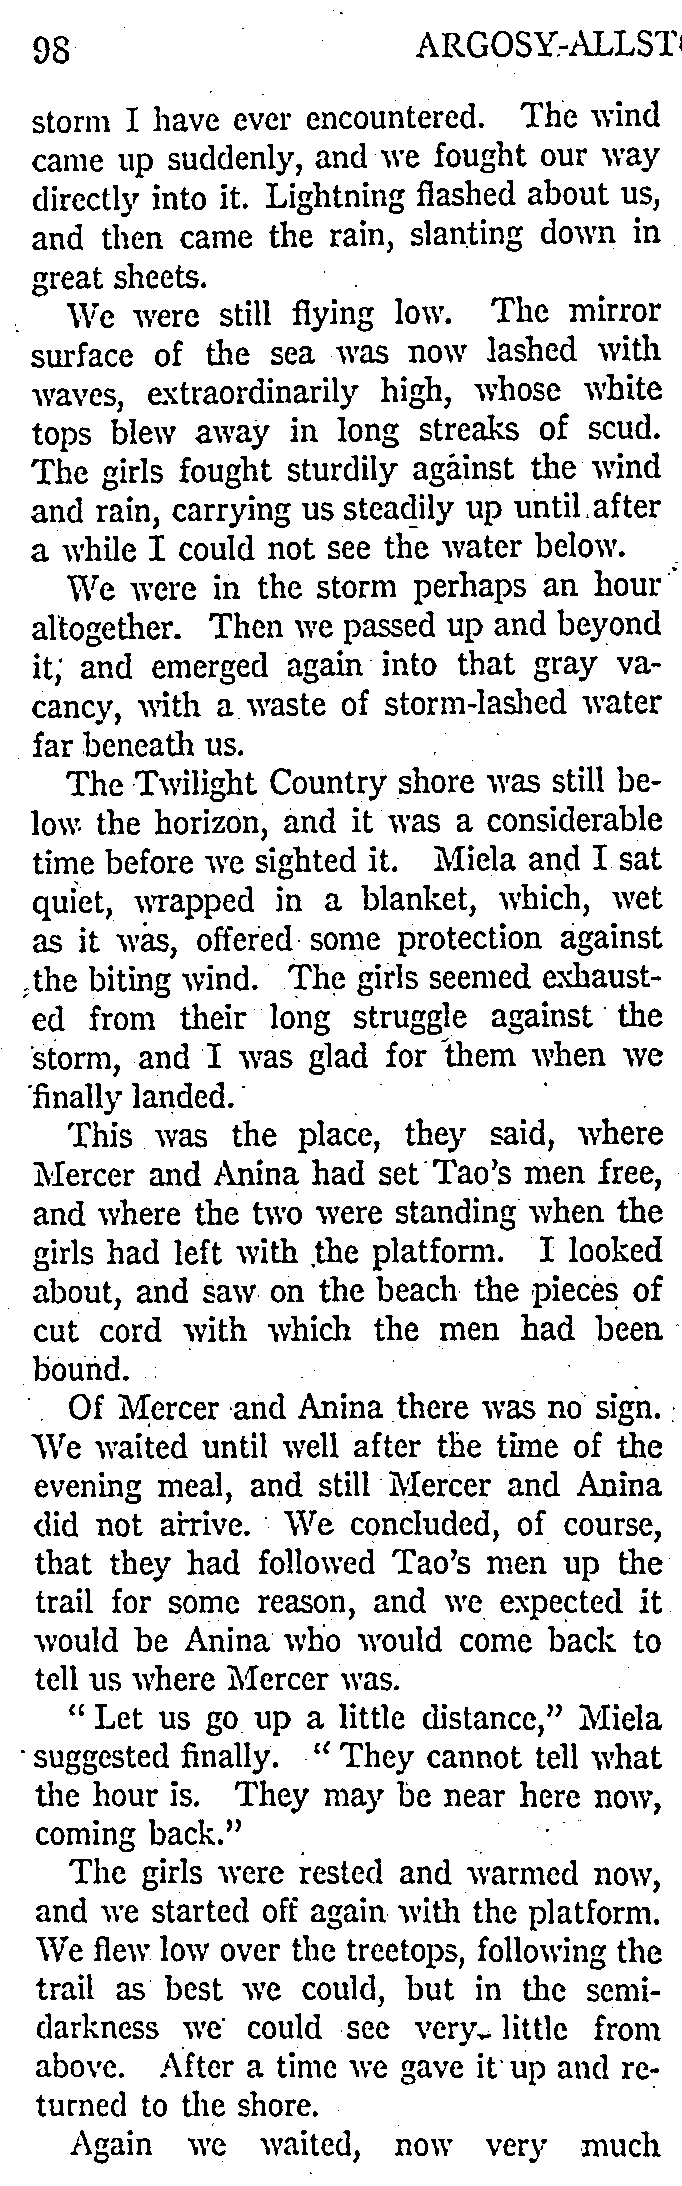 98 ARGOSY-ALLST
storm I have ever encountered. The wind
came up suddenly, and we fought our way
directly into it. Lightning flashed about us,
and then came the rain, slanting down in
great sheets.
We were still flying low. The mirror
surface of the sea was now lashed with
waves, extraordinarily high, whose white
tops blew away in long streaks of scud.
The girls fought sturdily against the wind
and rain, carrying us steadily up until after
a while I could not see the water below.
We were in the storm perhaps an hour
altogether. Then we passed up and beyond
it, and emerged again into that gray va-
cancy, with a waste of storm-lashed water
far beneath us.
The Twilight Country shore was still be-
low the horizon, and it was a considerable
time before we sighted it. Miela and I sat
quiet, wrapped in a blanket, which, wet
as it was, offered some protection against
the biting wind. The girls seemed exhaust-
ed from their long struggle against the
storm, and I was glad for them when we
finally landed.
This was the place, they said, where
Mercer and Anina had set Tao's men free,
and where the two were standing when the
girls had left with the platform. I looked
about, and saw on the beach the pieces of
cut cord with which the men had been
bound.
Of Mercer and Anina there was no sign.
We waited until well after the time of the
evening meal, and still Mercer and Anina
did not arrive. We concluded, of course,
that they had followed Tao's men up the
trail for some reason, and we expected it
would be Anina who would come back to
tell us where Mercer was.
" Let us go up a little distance," Miela
suggested finally. " They cannot tell what
the hour is. They may be near here now,
coming back."
The girls were rested and warmed now,
and we started off again with the platform.
We flew low over the treetops, following the
trail as best we could, but in the semi-
darkness we could see very little from
above. After a time we gave it up and re-
turned to the shore.
Again we waited, now very much